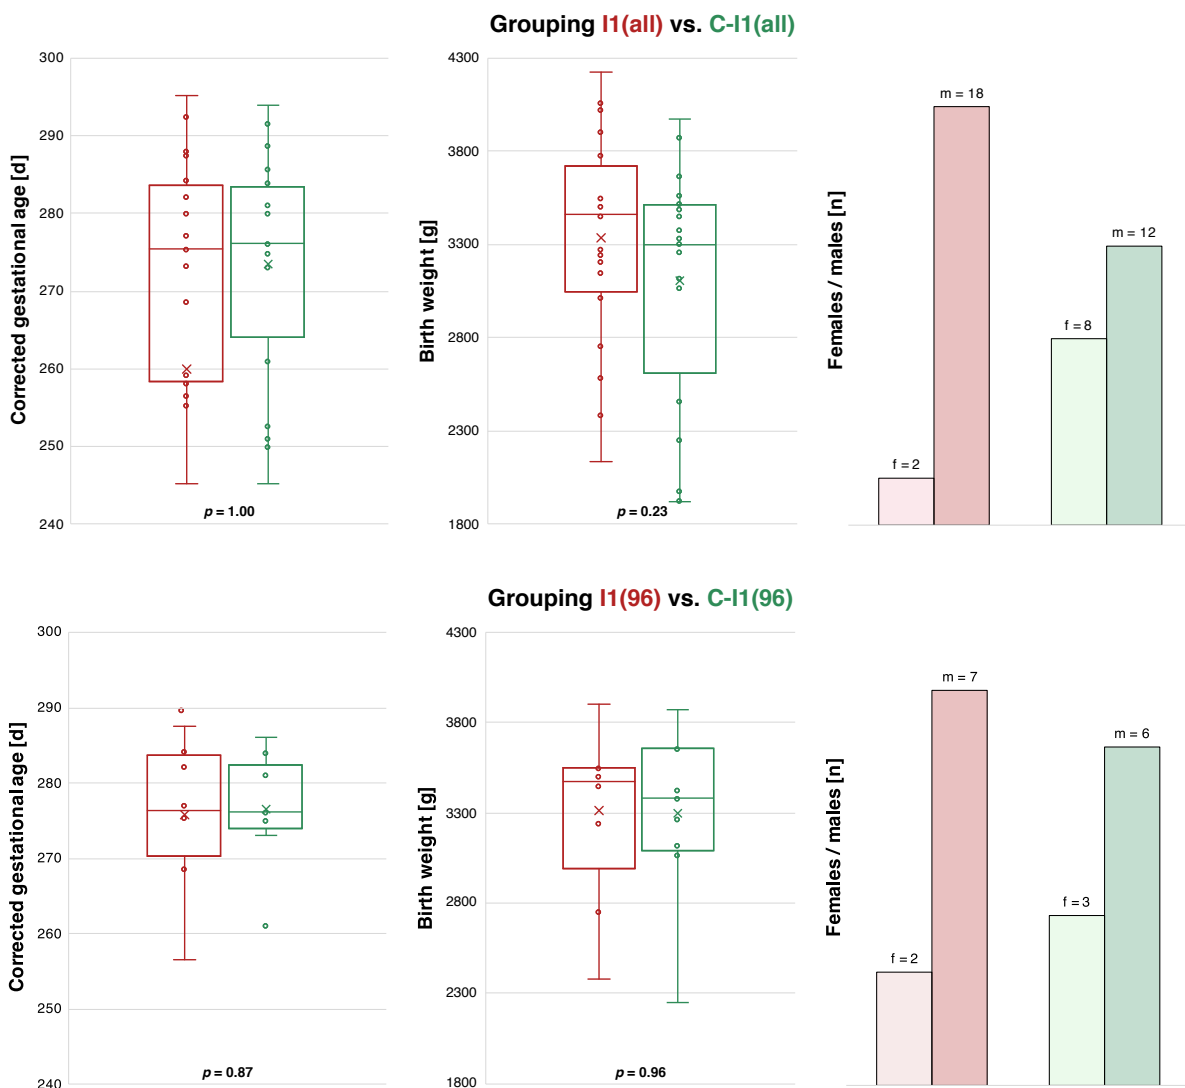 Grouping I1(all) vs. C-I1(all)
Corrected gestational age [d]
300
290
280
270
260
250
240
p = 1.00
Birth weight [g]
4300
3800
3300
2800
2300
1800
p = 0.23
Females / males [n]
f = 2
m = 18
f = 8
m = 12
Grouping I1(96) vs. C-I1(96)
Corrected gestational age [d]
300
290
280
270
260
250
240
p = 0.87
Birth weight [g]
4300
3800
3300
2800
2300
1800
p = 0.96
Females / males [n]
f = 2
m = 7
f = 3
m = 6